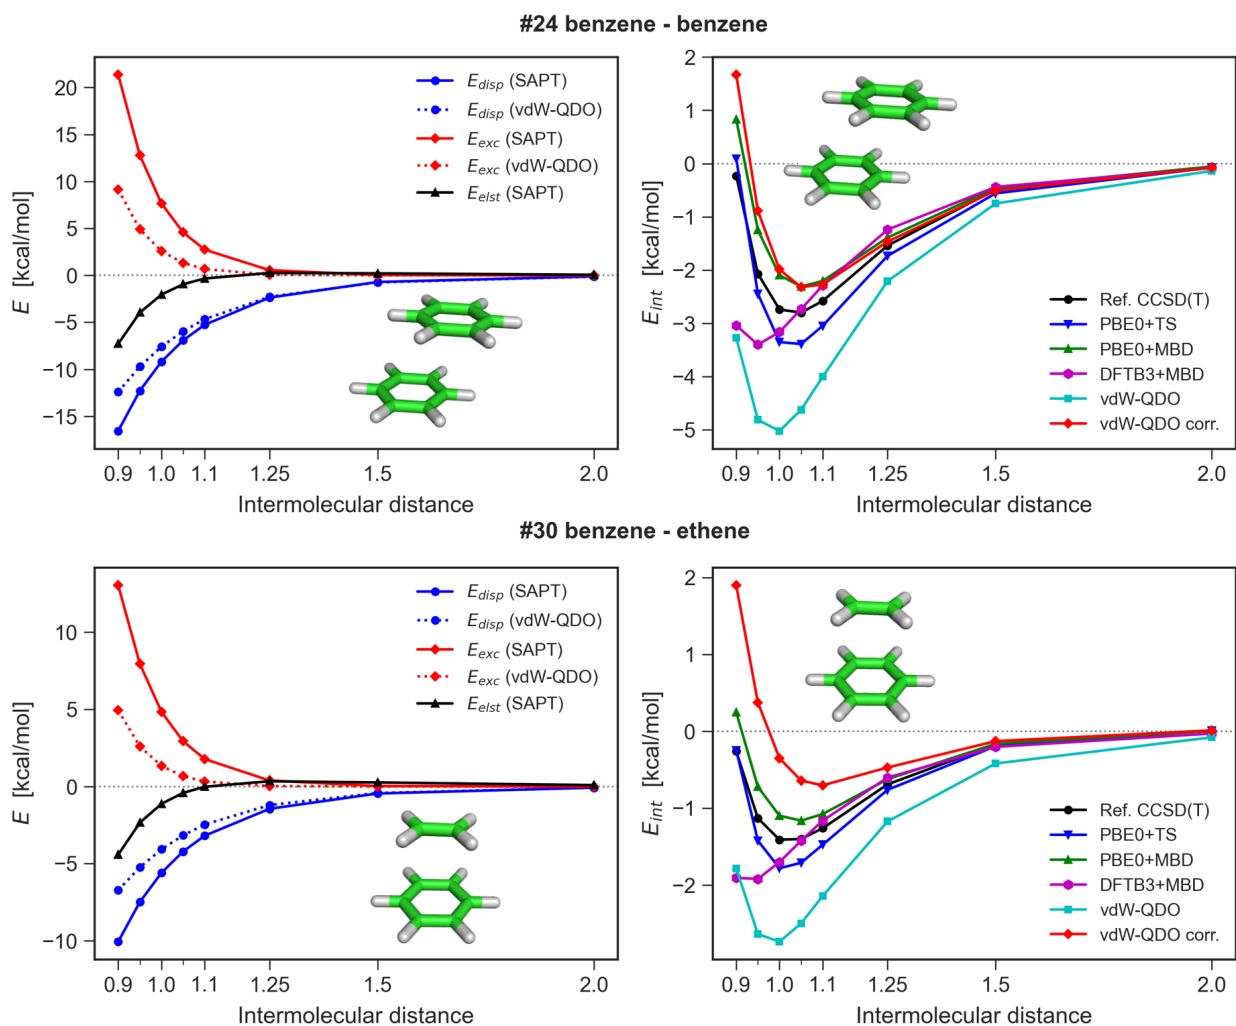 #24 benzene - benzene
E [kcal/mol]
20
15
10
5
0
−5
−10
−15
E_disp (SAPT)
E_disp (vdW-QDO)
E_exc (SAPT)
E_exc (vdW-QDO)
E_elst (SAPT)
0.9
1.0
1.1
1.25
1.5
2.0
Intermolecular distance
E_int [kcal/mol]
2
1
0
−1
−2
−3
−4
−5
Ref. CCSD(T)
PBE0+TS
PBE0+MBD
DFTB3+MBD
vdW-QDO
vdW-QDO corr.
0.9
1.0
1.1
1.25
1.5
2.0
Intermolecular distance
#30 benzene - ethene
E [kcal/mol]
10
5
0
−5
−10
E_disp (SAPT)
E_disp (vdW-QDO)
E_exc (SAPT)
E_exc (vdW-QDO)
E_elst (SAPT)
0.9
1.0
1.1
1.25
1.5
2.0
Intermolecular distance
E_int [kcal/mol]
2
1
0
−1
−2
Ref. CCSD(T)
PBE0+TS
PBE0+MBD
DFTB3+MBD
vdW-QDO
vdW-QDO corr.
0.9
1.0
1.1
1.25
1.5
2.0
Intermolecular distance